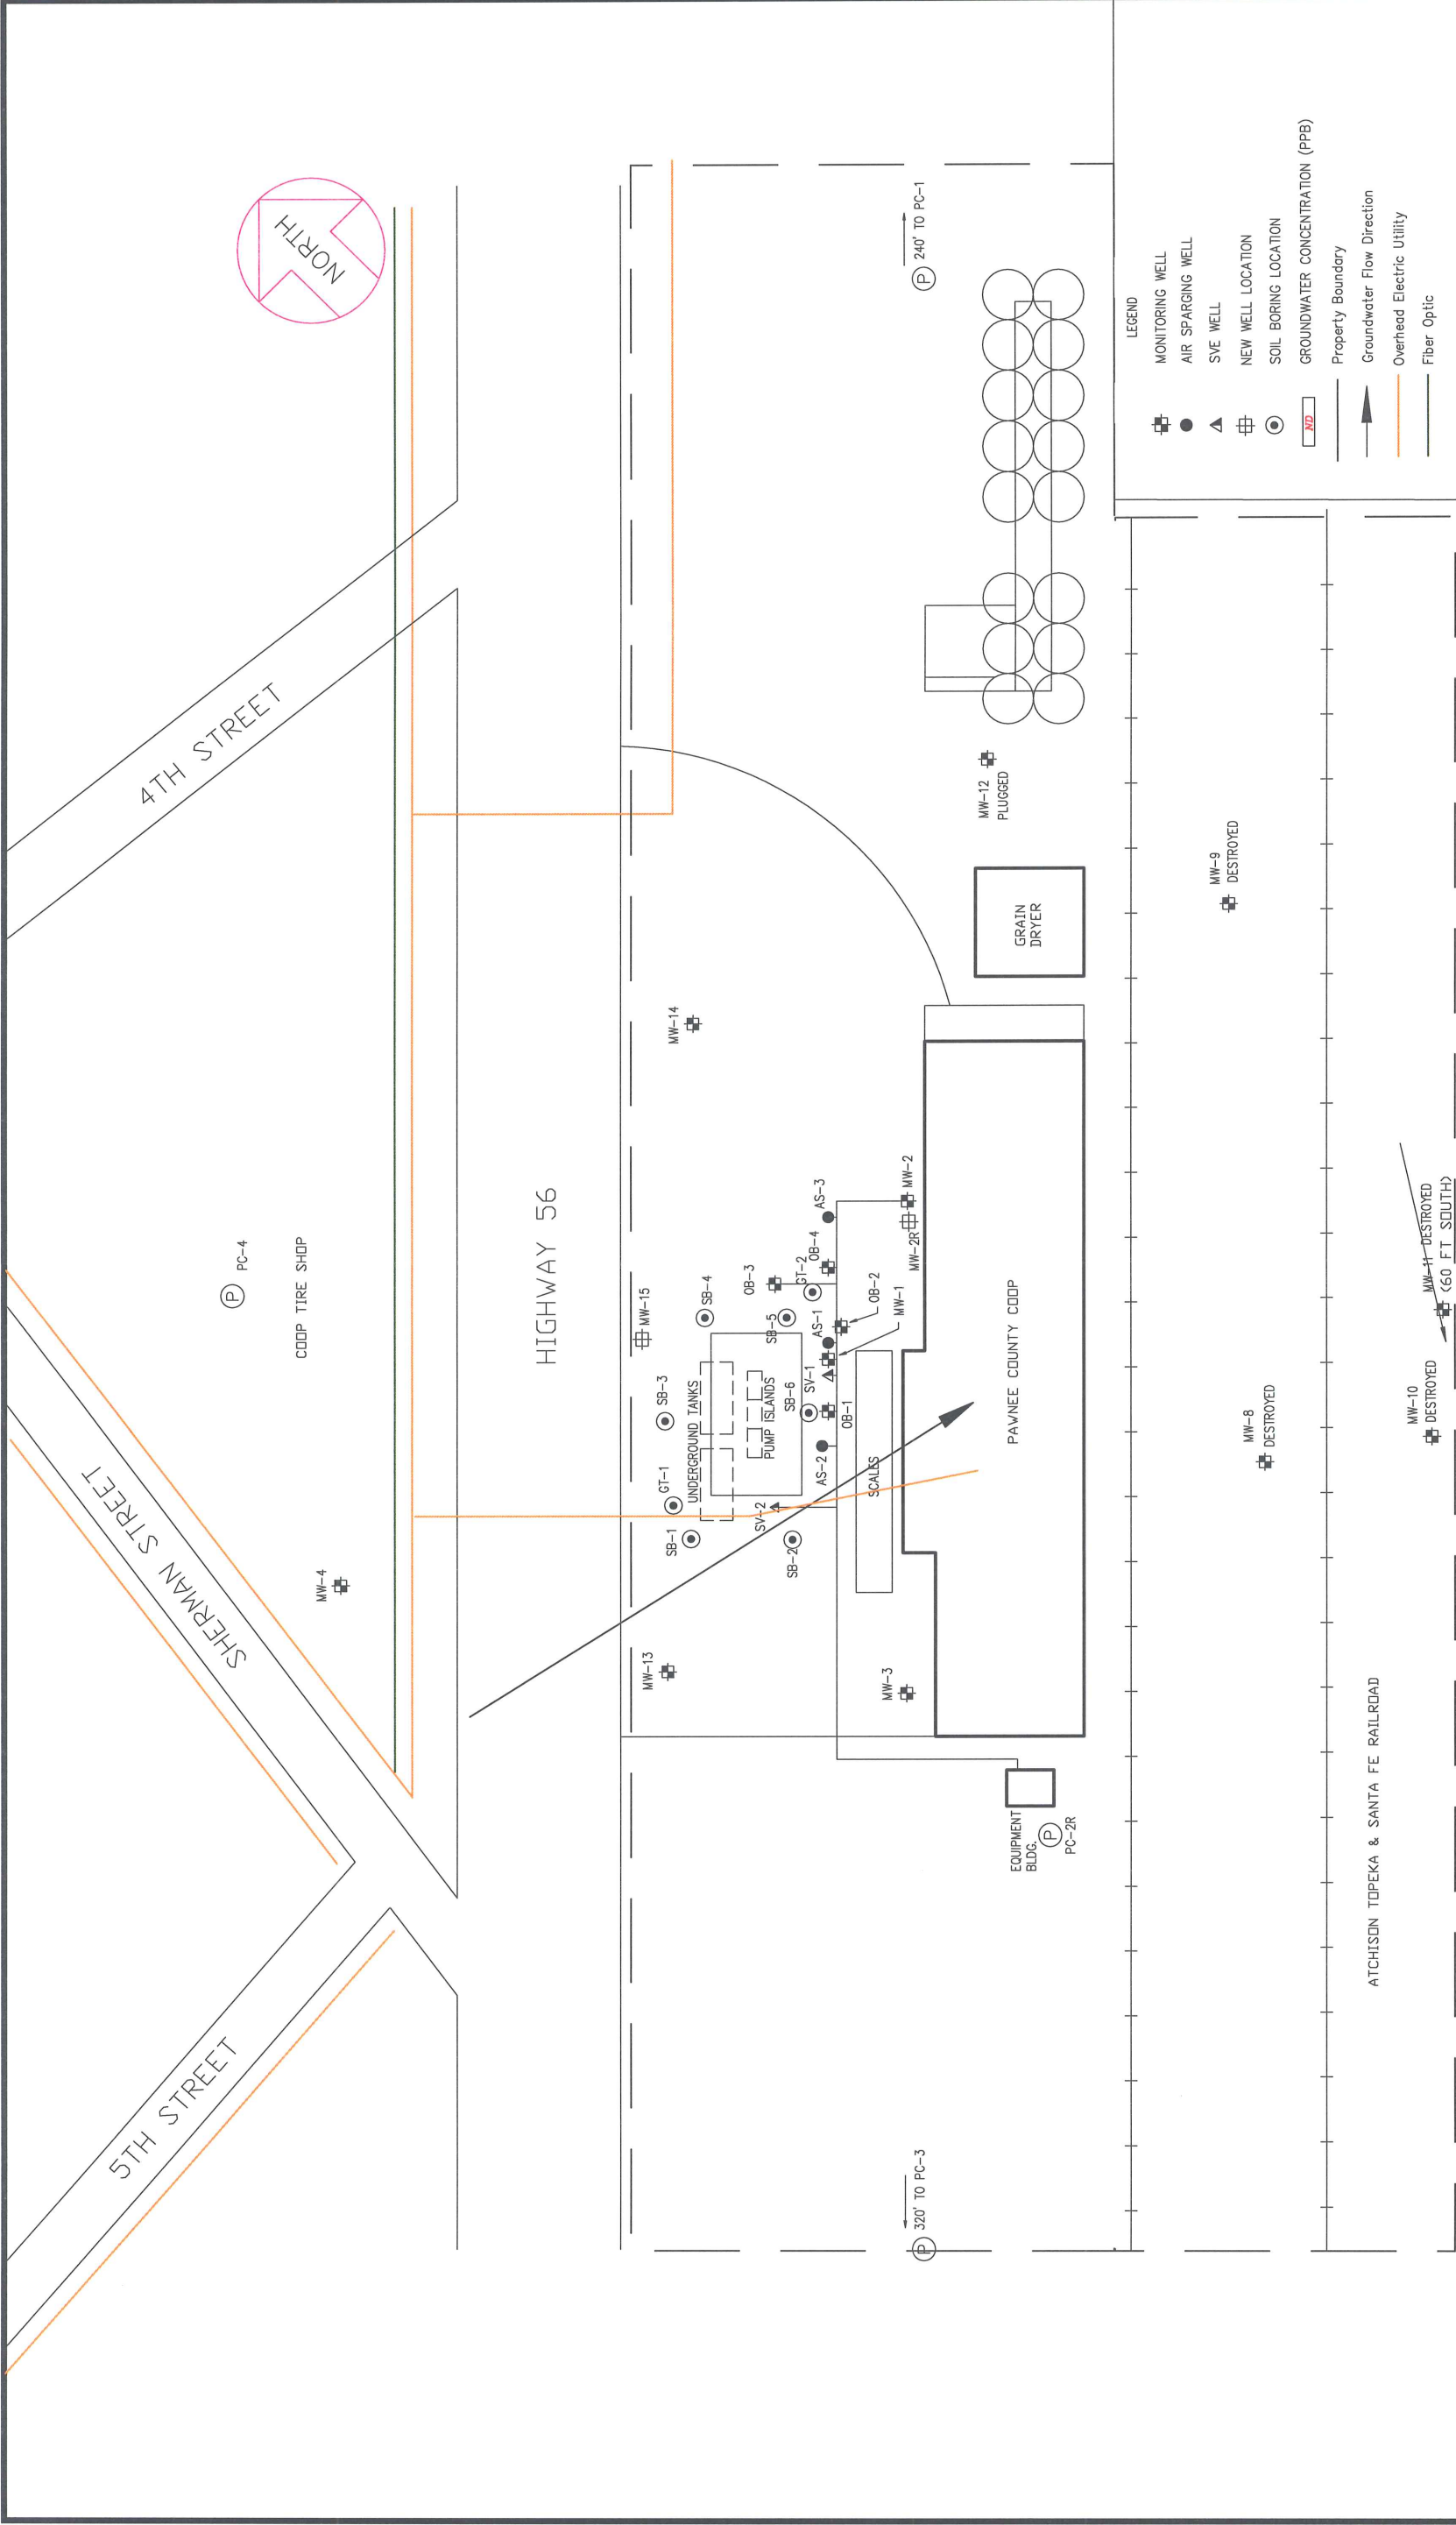 5TH STREET
SHERMAN STREET
4TH STREET
NORTH
MW-4
COOP TIRE SHOP
PC-4
HIGHWAY 56
MW-13
SB-1
GT-1
SB-3
MW-15
SB-4
MW-14
UNDERGROUND TANKS
PUMP ISLANDS
SB-2
SV-2
SB-6
SB-5
OB-3
GT-2
OB-4
AS-3
AS-2
OB-1
SV-1
AS-1
OB-2
MW-1
MW-3
SCALES
MW-2R
MW-2
320' TO PC-3
P
240' TO PC-1
P
P
EQUIPMENT
BLDG.
P
PC-2R
PAWNEE COUNTY COOP
GRAIN
DRYER
MW-12
PLUGGED
MW-8
DESTROYED
MW-9
DESTROYED
ATCHISON TOPEKA & SANTA FE RAILROAD
MW-10
DESTROYED
MW-11 DESTROYED
(60 FT SOUTH)
LEGEND
MONITORING WELL
AIR SPARGING WELL
SVE WELL
NEW WELL LOCATION
SOIL BORING LOCATION
ND GROUNDWATER CONCENTRATION (PPB)
Property Boundary
Groundwater Flow Direction
Overhead Electric Utility
Fiber Optic